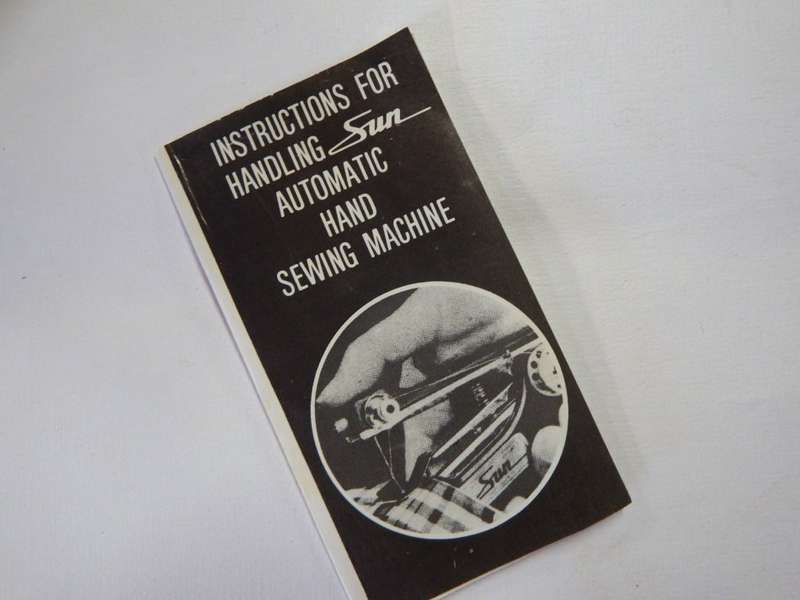 INSTRUCTIONS FOR
HANDLING Sun
AUTOMATIC
HAND
SEWING MACHINE
Sun